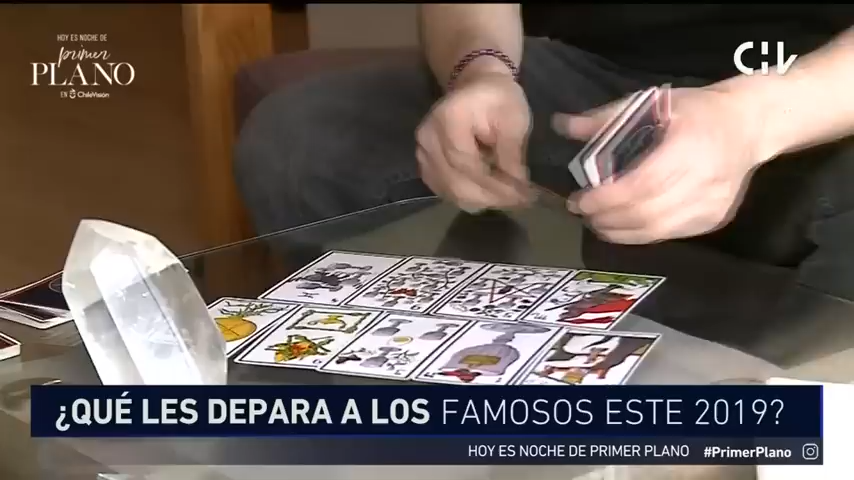 HOY ES NOCHE DE
primer
PLANO
EN ChileVisión
CHV
¿QUÉ LES DEPARA A LOS FAMOSOS ESTE 2019?
HOY ES NOCHE DE PRIMER PLANO #PrimerPlano